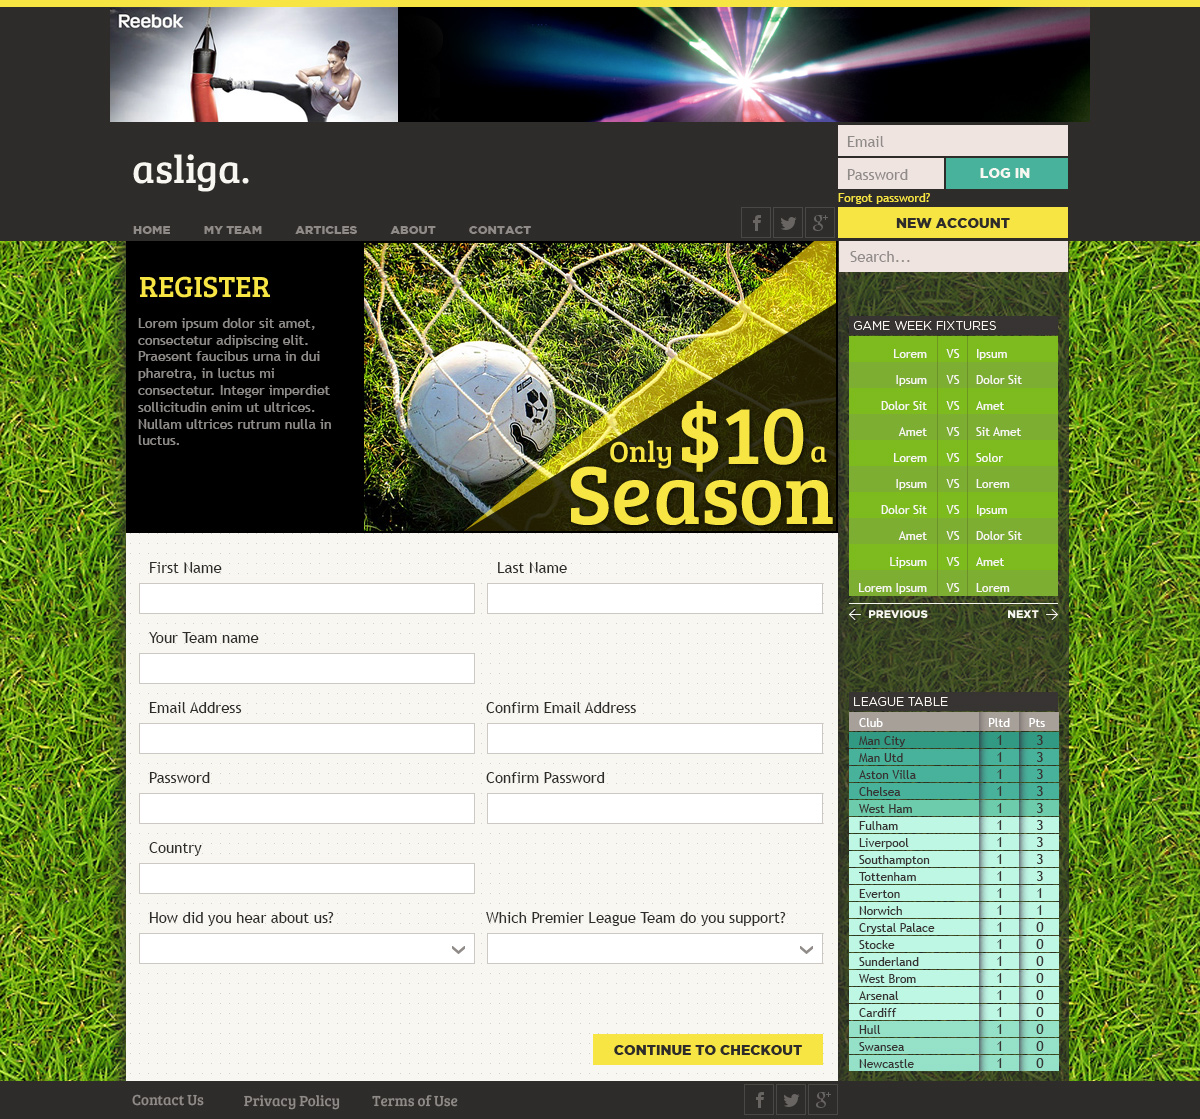 Reebok
Email
asliga.
Password
LOG IN
Forgot password?
HOME MY TEAM ARTICLES ABOUT CONTACT
NEW ACCOUNT
Search...
REGISTER
Lorem ipsum dolor sit amet,
consectetur adipiscing elit.
Praesent faucibus urna in dui
pharetra, in luctus mi
consectetur. Integer imperdiet
sollicitudin enim ut ultrices.
Nullam ultrices rutrum nulla in
luctus.
Only $10 a
Season
First Name Last Name
Your Team name
Email Address Confirm Email Address
Password Confirm Password
Country
How did you hear about us? Which Premier League Team do you support?
CONTINUE TO CHECKOUT
GAME WEEK FIXTURES
Lorem VS Ipsum
Ipsum VS Dolor Sit
Dolor Sit VS Amet
Amet VS Sit Amet
Lorem VS Solor
Ipsum VS Lorem
Dolor Sit VS Ipsum
Amet VS Dolor Sit
Lipsum VS Amet
Lorem Ipsum VS Lorem
PREVIOUS NEXT
LEAGUE TABLE
Club Pltd Pts
Man City 1 3
Man Utd 1 3
Aston Villa 1 3
Chelsea 1 3
West Ham 1 3
Fulham 1 3
Liverpool 1 3
Southampton 1 3
Tottenham 1 3
Everton 1 1
Norwich 1 1
Crystal Palace 1 0
Stocke 1 0
Sunderland 1 0
West Brom 1 0
Arsenal 1 0
Cardiff 1 0
Hull 1 0
Swansea 1 0
Newcastle 1 0
Contact Us Privacy Policy Terms of Use